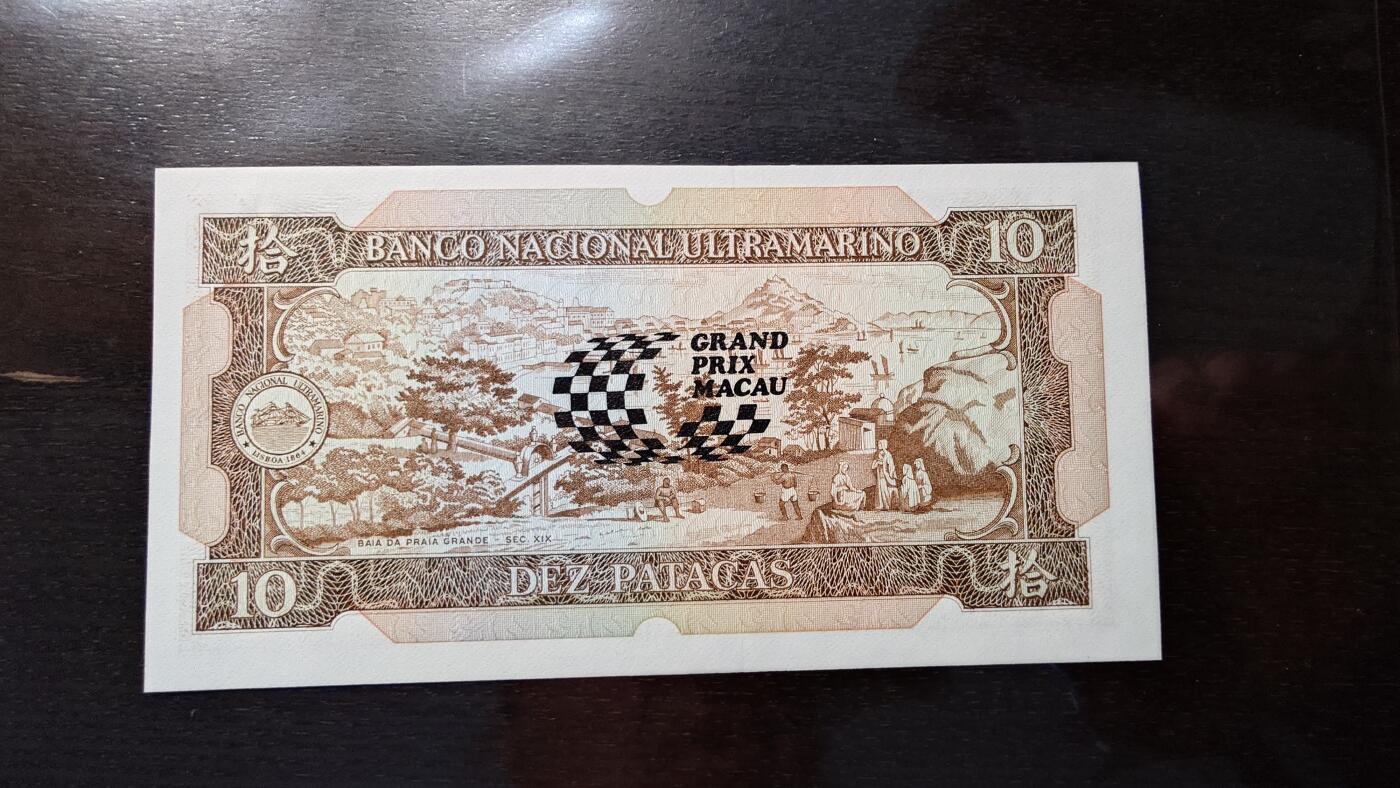 拾 BANCO NACIONAL ULTRAMARINO 10
GRAND
PRIX
MACAU
BANCO NACIONAL ULTRAMARINO
LISBOA-1864
BAIA DA PRAIA GRANDE - SEC. XIX
10 DEZ PATACAS 拾